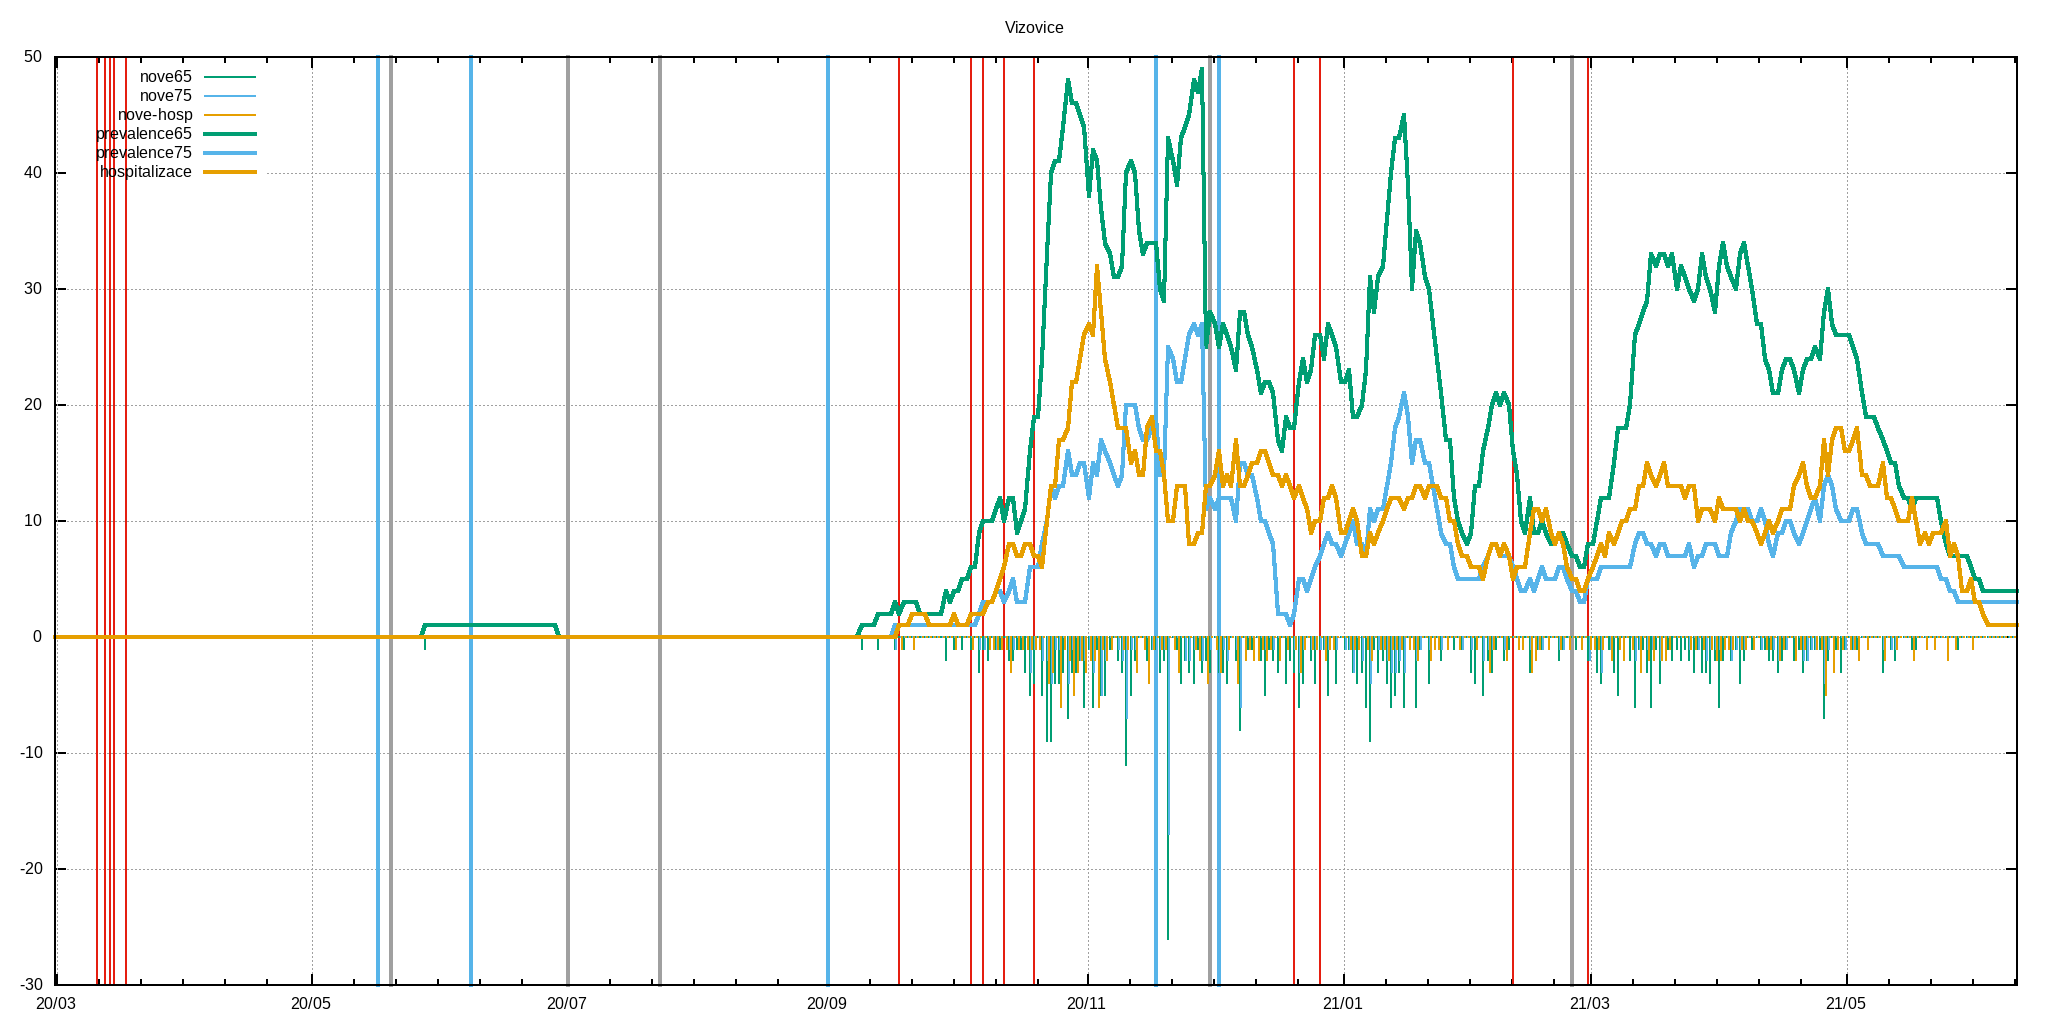 Vizovice
50
nove65
nove75
nove-hosp
prevalence65
prevalence75
hospitalizace
40
30
20
10
0
-10
-20
-30
20/03 20/05 20/07 20/09 20/11 21/01 21/03 21/05